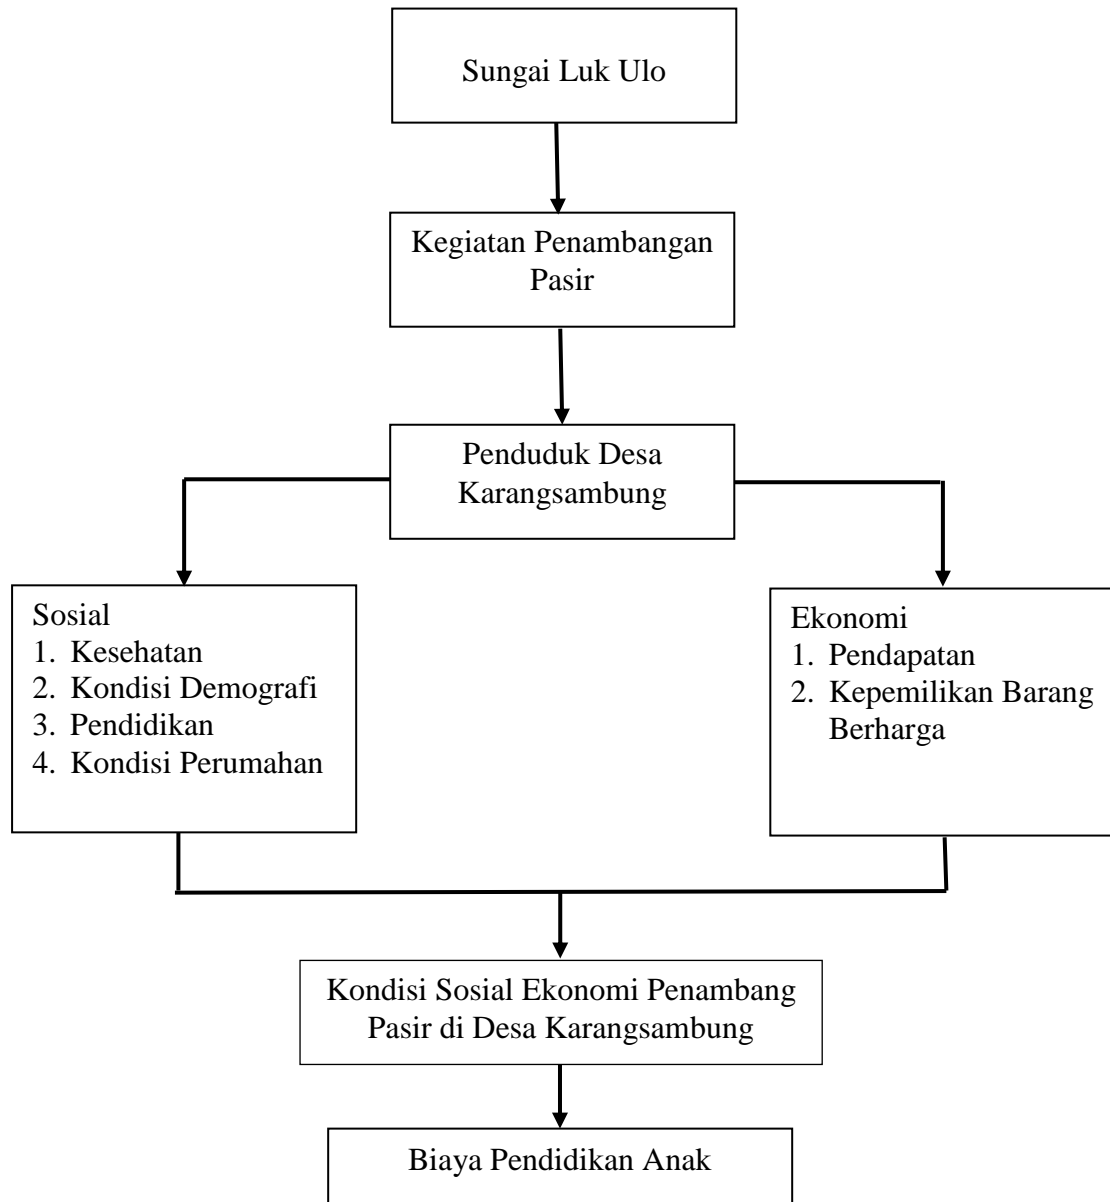 Sungai Luk Ulo
Kegiatan Penambangan
Pasir
Penduduk Desa
Karangsambung
Sosial
1. Kesehatan
2. Kondisi Demografi
3. Pendidikan
4. Kondisi Perumahan
Ekonomi
1. Pendapatan
2. Kepemilikan Barang
Berharga
Kondisi Sosial Ekonomi Penambang
Pasir di Desa Karangsambung
Biaya Pendidikan Anak